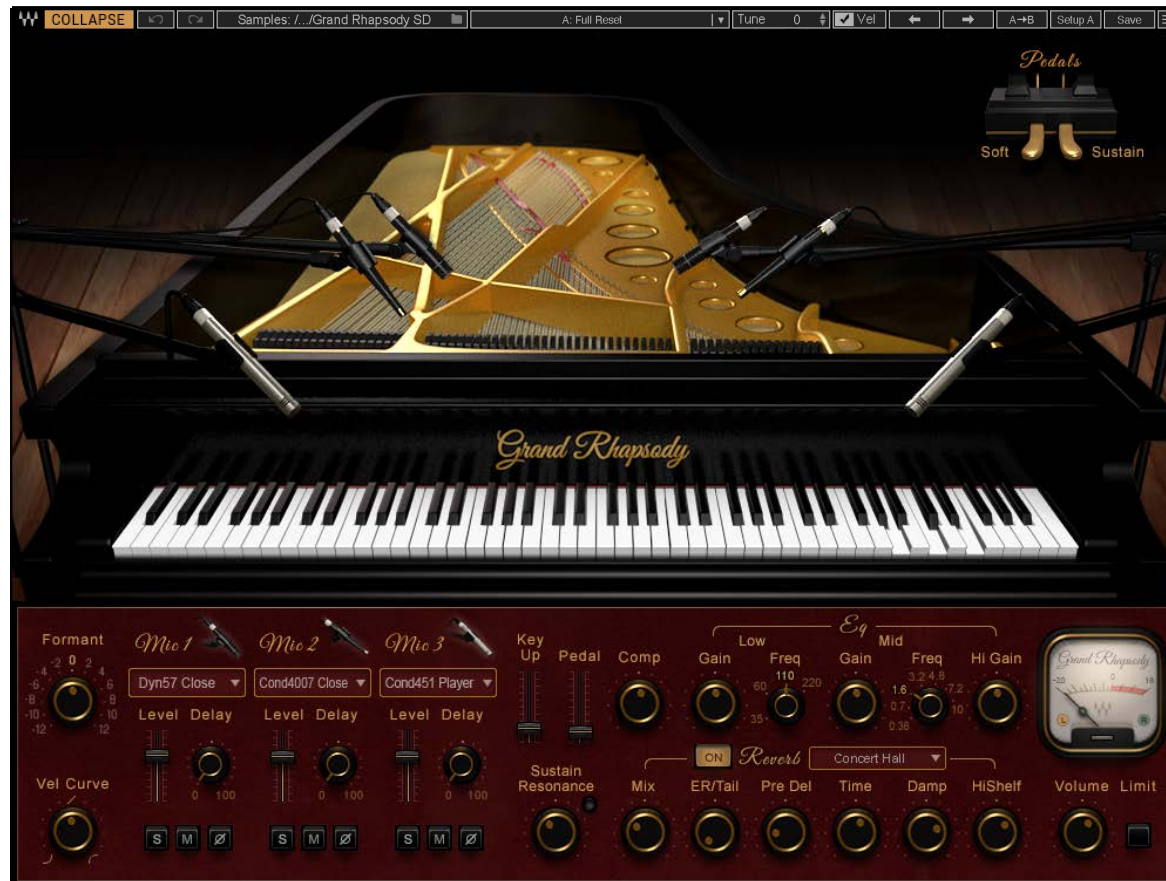 COLLAPSE Samples: /.../Grand Rhapsody SD A: Full Reset Tune 0 Vel A→B Setup A Save
Pedals
Soft Sustain
Grand Rhapsody
Formant Mic 1 Mic 2 Mic 3 Key Up Pedal Comp Eq
Low Mid
Gain Freq Gain Freq Hi Gain
-12 -10 -8 -6 -4 -2 0 2 4 6 8 10 12
Dyn57 Close Cond4007 Close Cond451 Player
35 60 110 220
0.36 0.7 1.6 3.2 4.8 7.2 10
Grand Rhapsody
-20 0 18
L R
Level Delay Level Delay Level Delay
0 100 0 100 0 100
ON Reverb Concert Hall
Vel Curve
Sustain Resonance Mix ER/Tail Pre Del Time Damp HiShelf Volume Limit
S M Ø S M Ø S M Ø